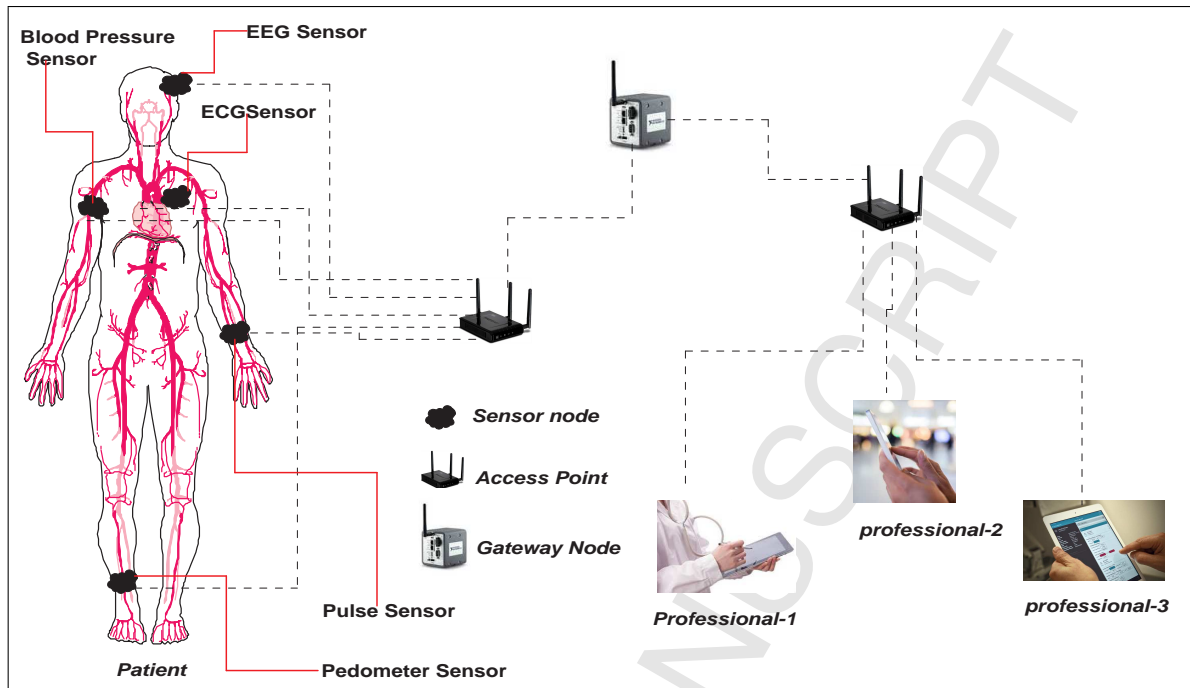 Blood Pressure
Sensor
EEG Sensor
ECGSensor
Sensor node
Access Point
Gateway Node
Pulse Sensor
Pedometer Sensor
Patient
Professional-1
professional-2
professional-3
NUSCRIPT